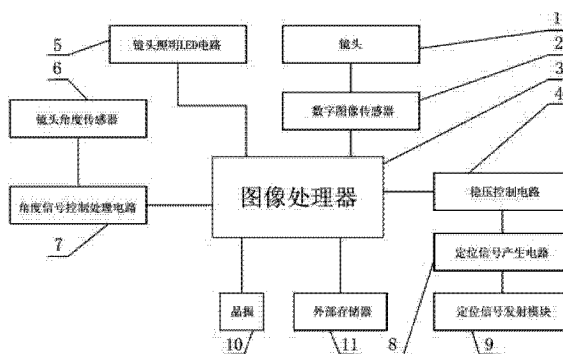 5
镜头照明LED电路
镜头
1
6
2
镜头角度传感器
数字图像传感器
3
4
图像处理器
稳压控制电路
角度信号控制处理电路
7
定位信号产生电路
晶振
外部存储器
定位信号发射模块
10
11
8
9